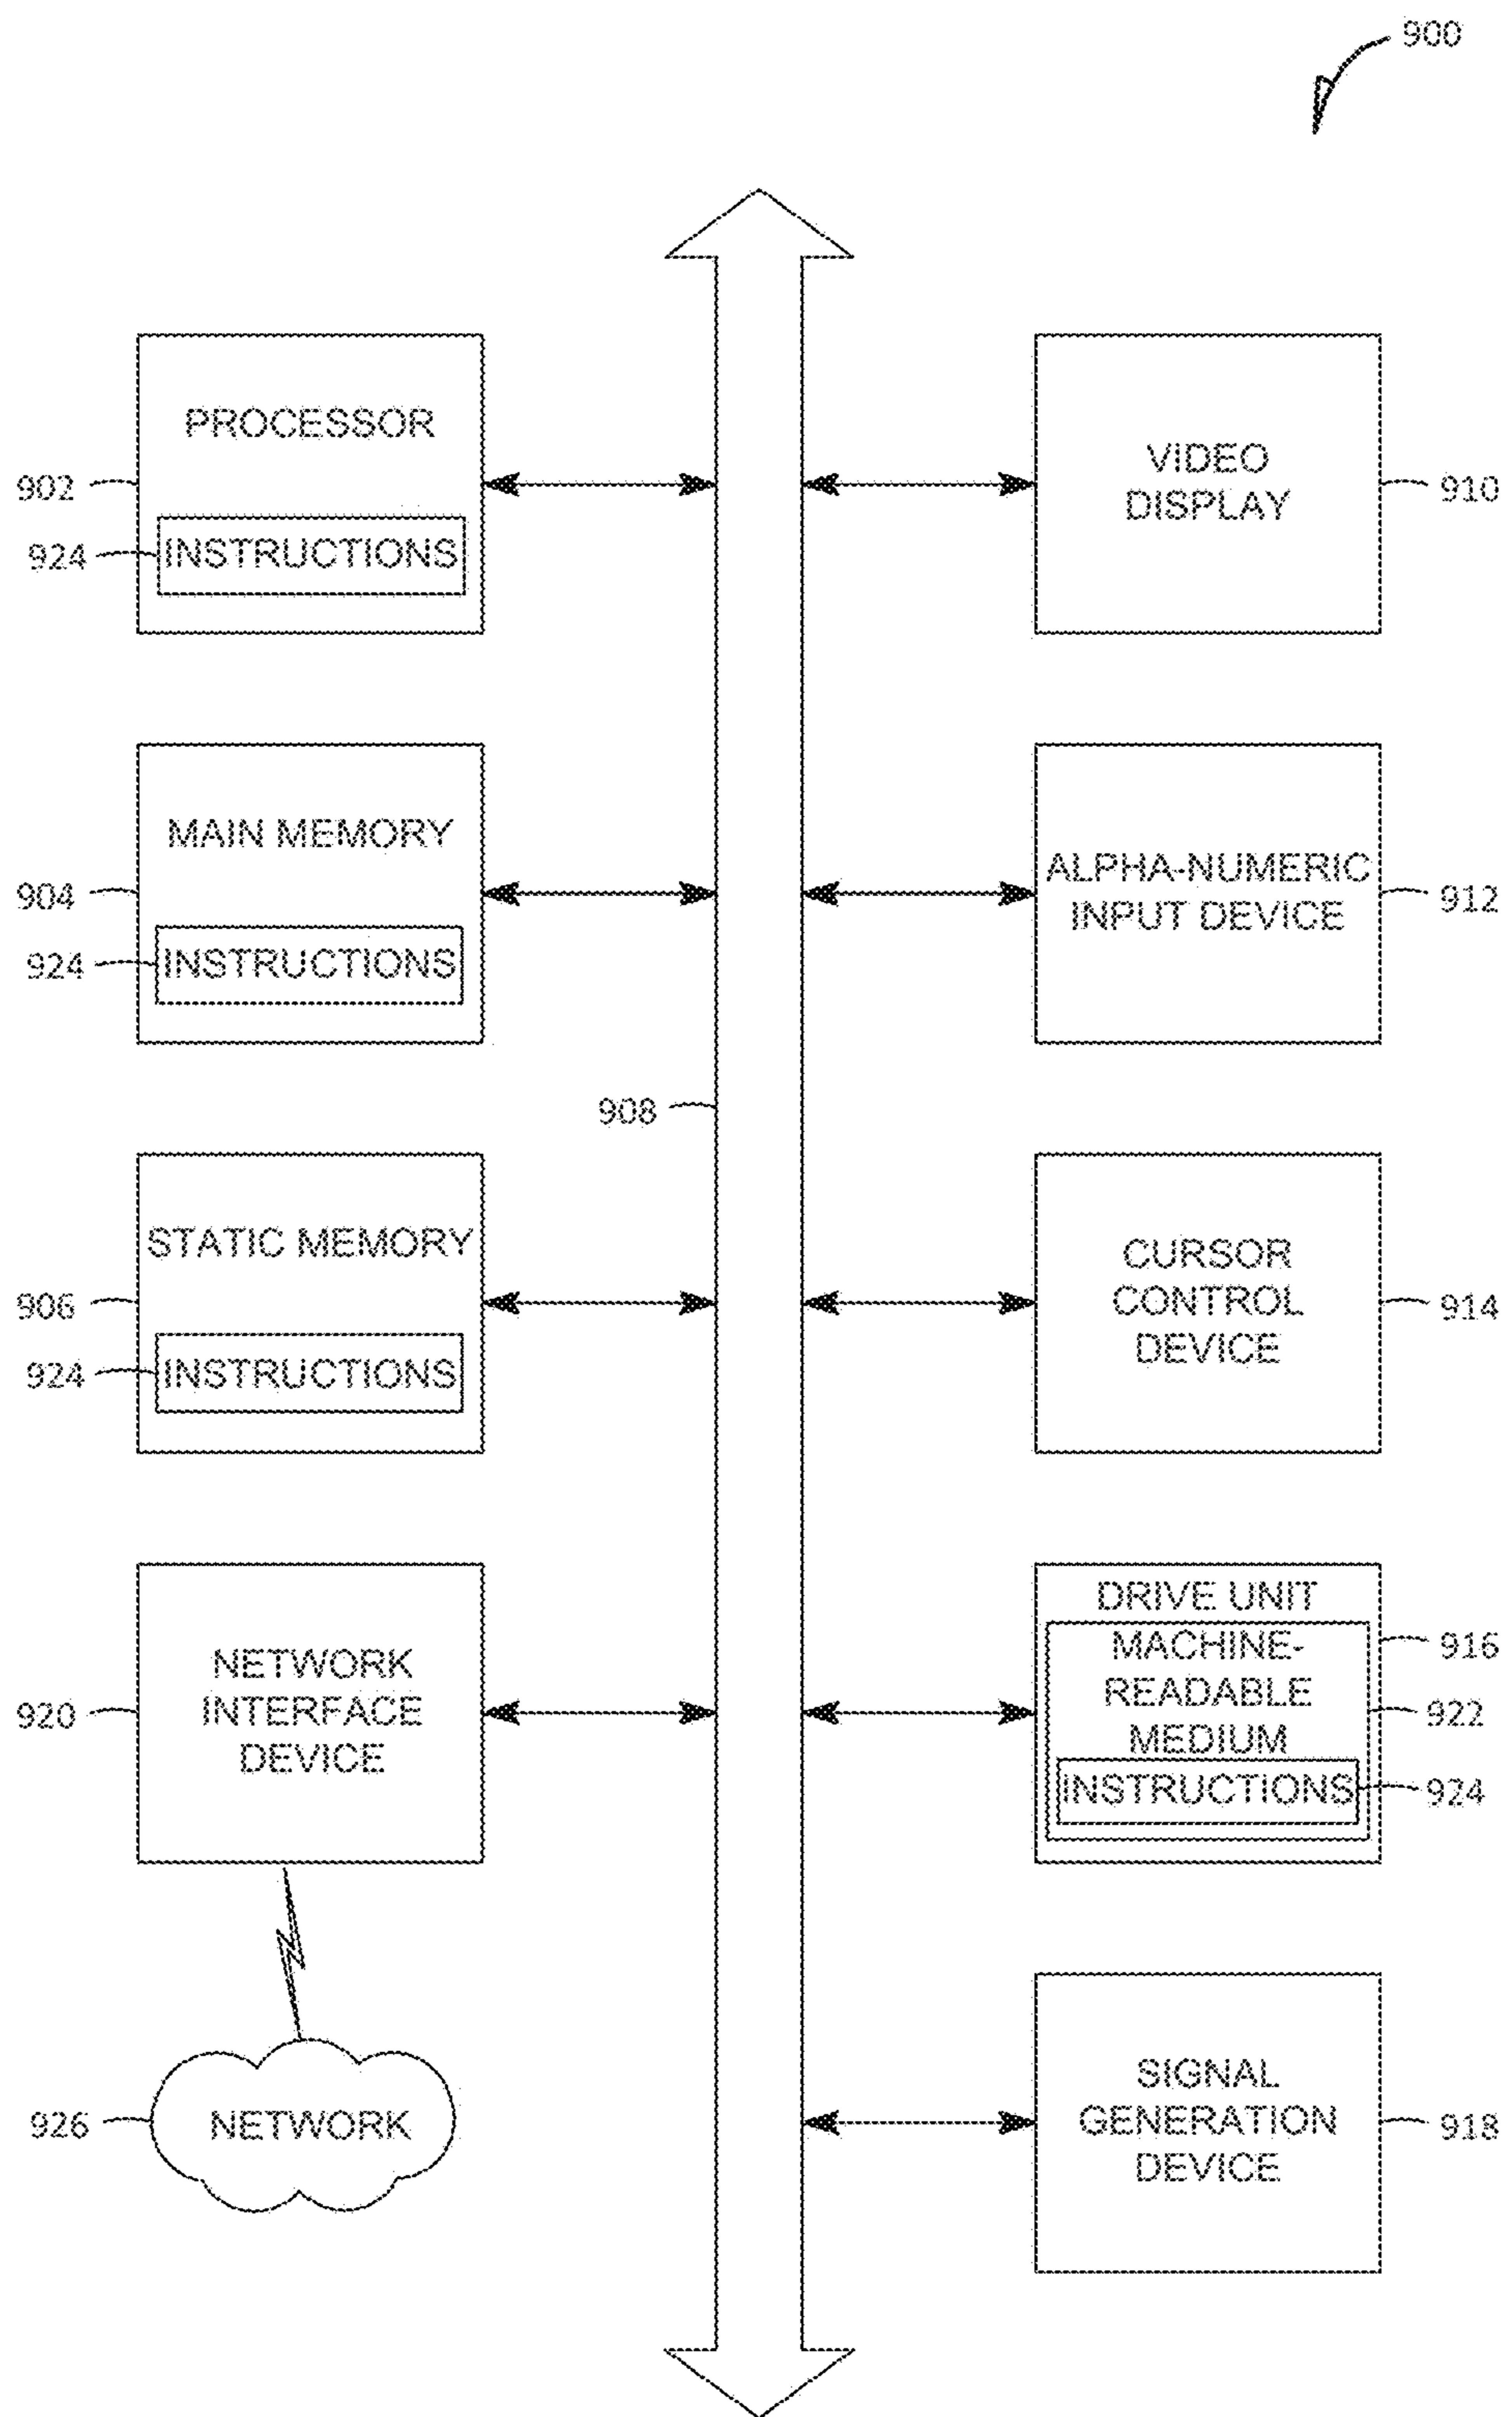 900
PROCESSOR
902
924
INSTRUCTIONS
VIDEO
DISPLAY
910
MAIN MEMORY
904
924
INSTRUCTIONS
ALPHA-NUMERIC
INPUT DEVICE
912
908
STATIC MEMORY
906
924
INSTRUCTIONS
CURSOR
CONTROL
DEVICE
914
NETWORK
INTERFACE
DEVICE
920
DRIVE UNIT
MACHINE-
READABLE
MEDIUM
INSTRUCTIONS
916
922
924
926
NETWORK
SIGNAL
GENERATION
DEVICE
918